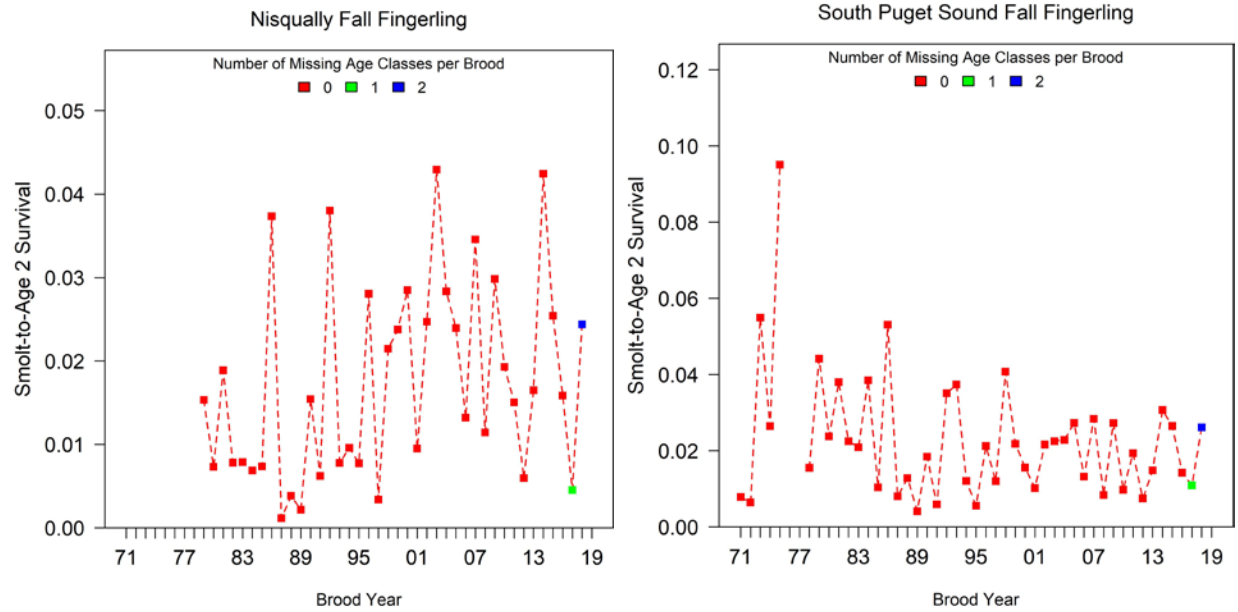 Nisqually Fall Fingerling
Number of Missing Age Classes per Brood
0 1 2
Smolt-to-Age 2 Survival
0.05
0.04
0.03
0.02
0.01
0.00
71 77 83 89 95 01 07 13 19
Brood Year
South Puget Sound Fall Fingerling
Number of Missing Age Classes per Brood
0 1 2
Smolt-to-Age 2 Survival
0.12
0.10
0.08
0.06
0.04
0.02
0.00
71 77 83 89 95 01 07 13 19
Brood Year